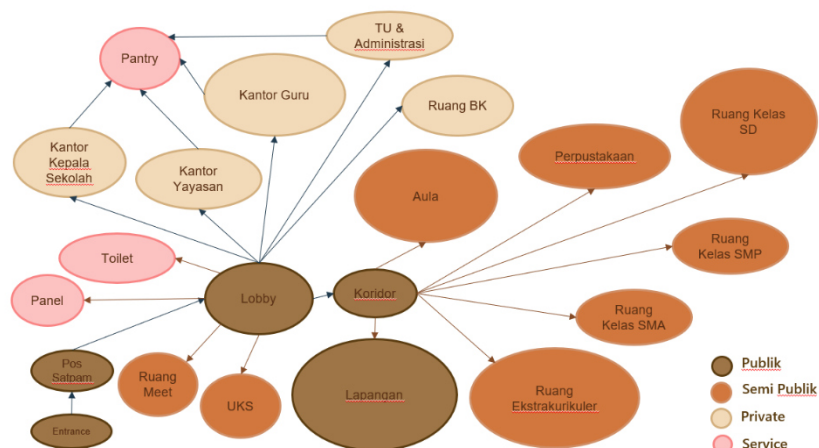 TU &
Administrasi
Pantry
Kantor Guru
Ruang BK
Ruang Kelas
SD
Kantor
Kepala
Sekolah
Kantor
Yayasan
Perpustakaan
Aula
Ruang
Kelas SMP
Toilet
Panel
Lobby
Koridor
Ruang
Kelas SMA
Pos
Satpam
Ruang
Meet
UKS
Lapangan
Ruang
Ekstrakurikuler
Entrance
Publik
Semi Publik
Private
Service